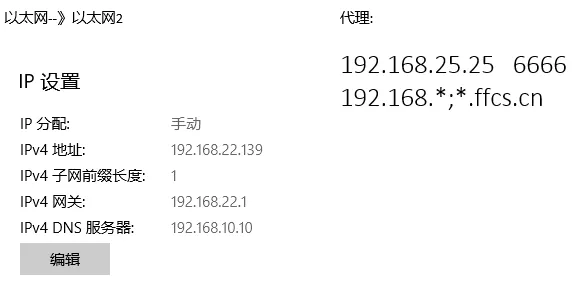 以太网--》以太网2
代理:
192.168.25.25 6666
192.168.*;*.ffcs.cn
IP 设置
IP 分配: 手动
IPv4 地址: 192.168.22.139
IPv4 子网前缀长度: 1
IPv4 网关: 192.168.22.1
IPv4 DNS 服务器: 192.168.10.10
编辑